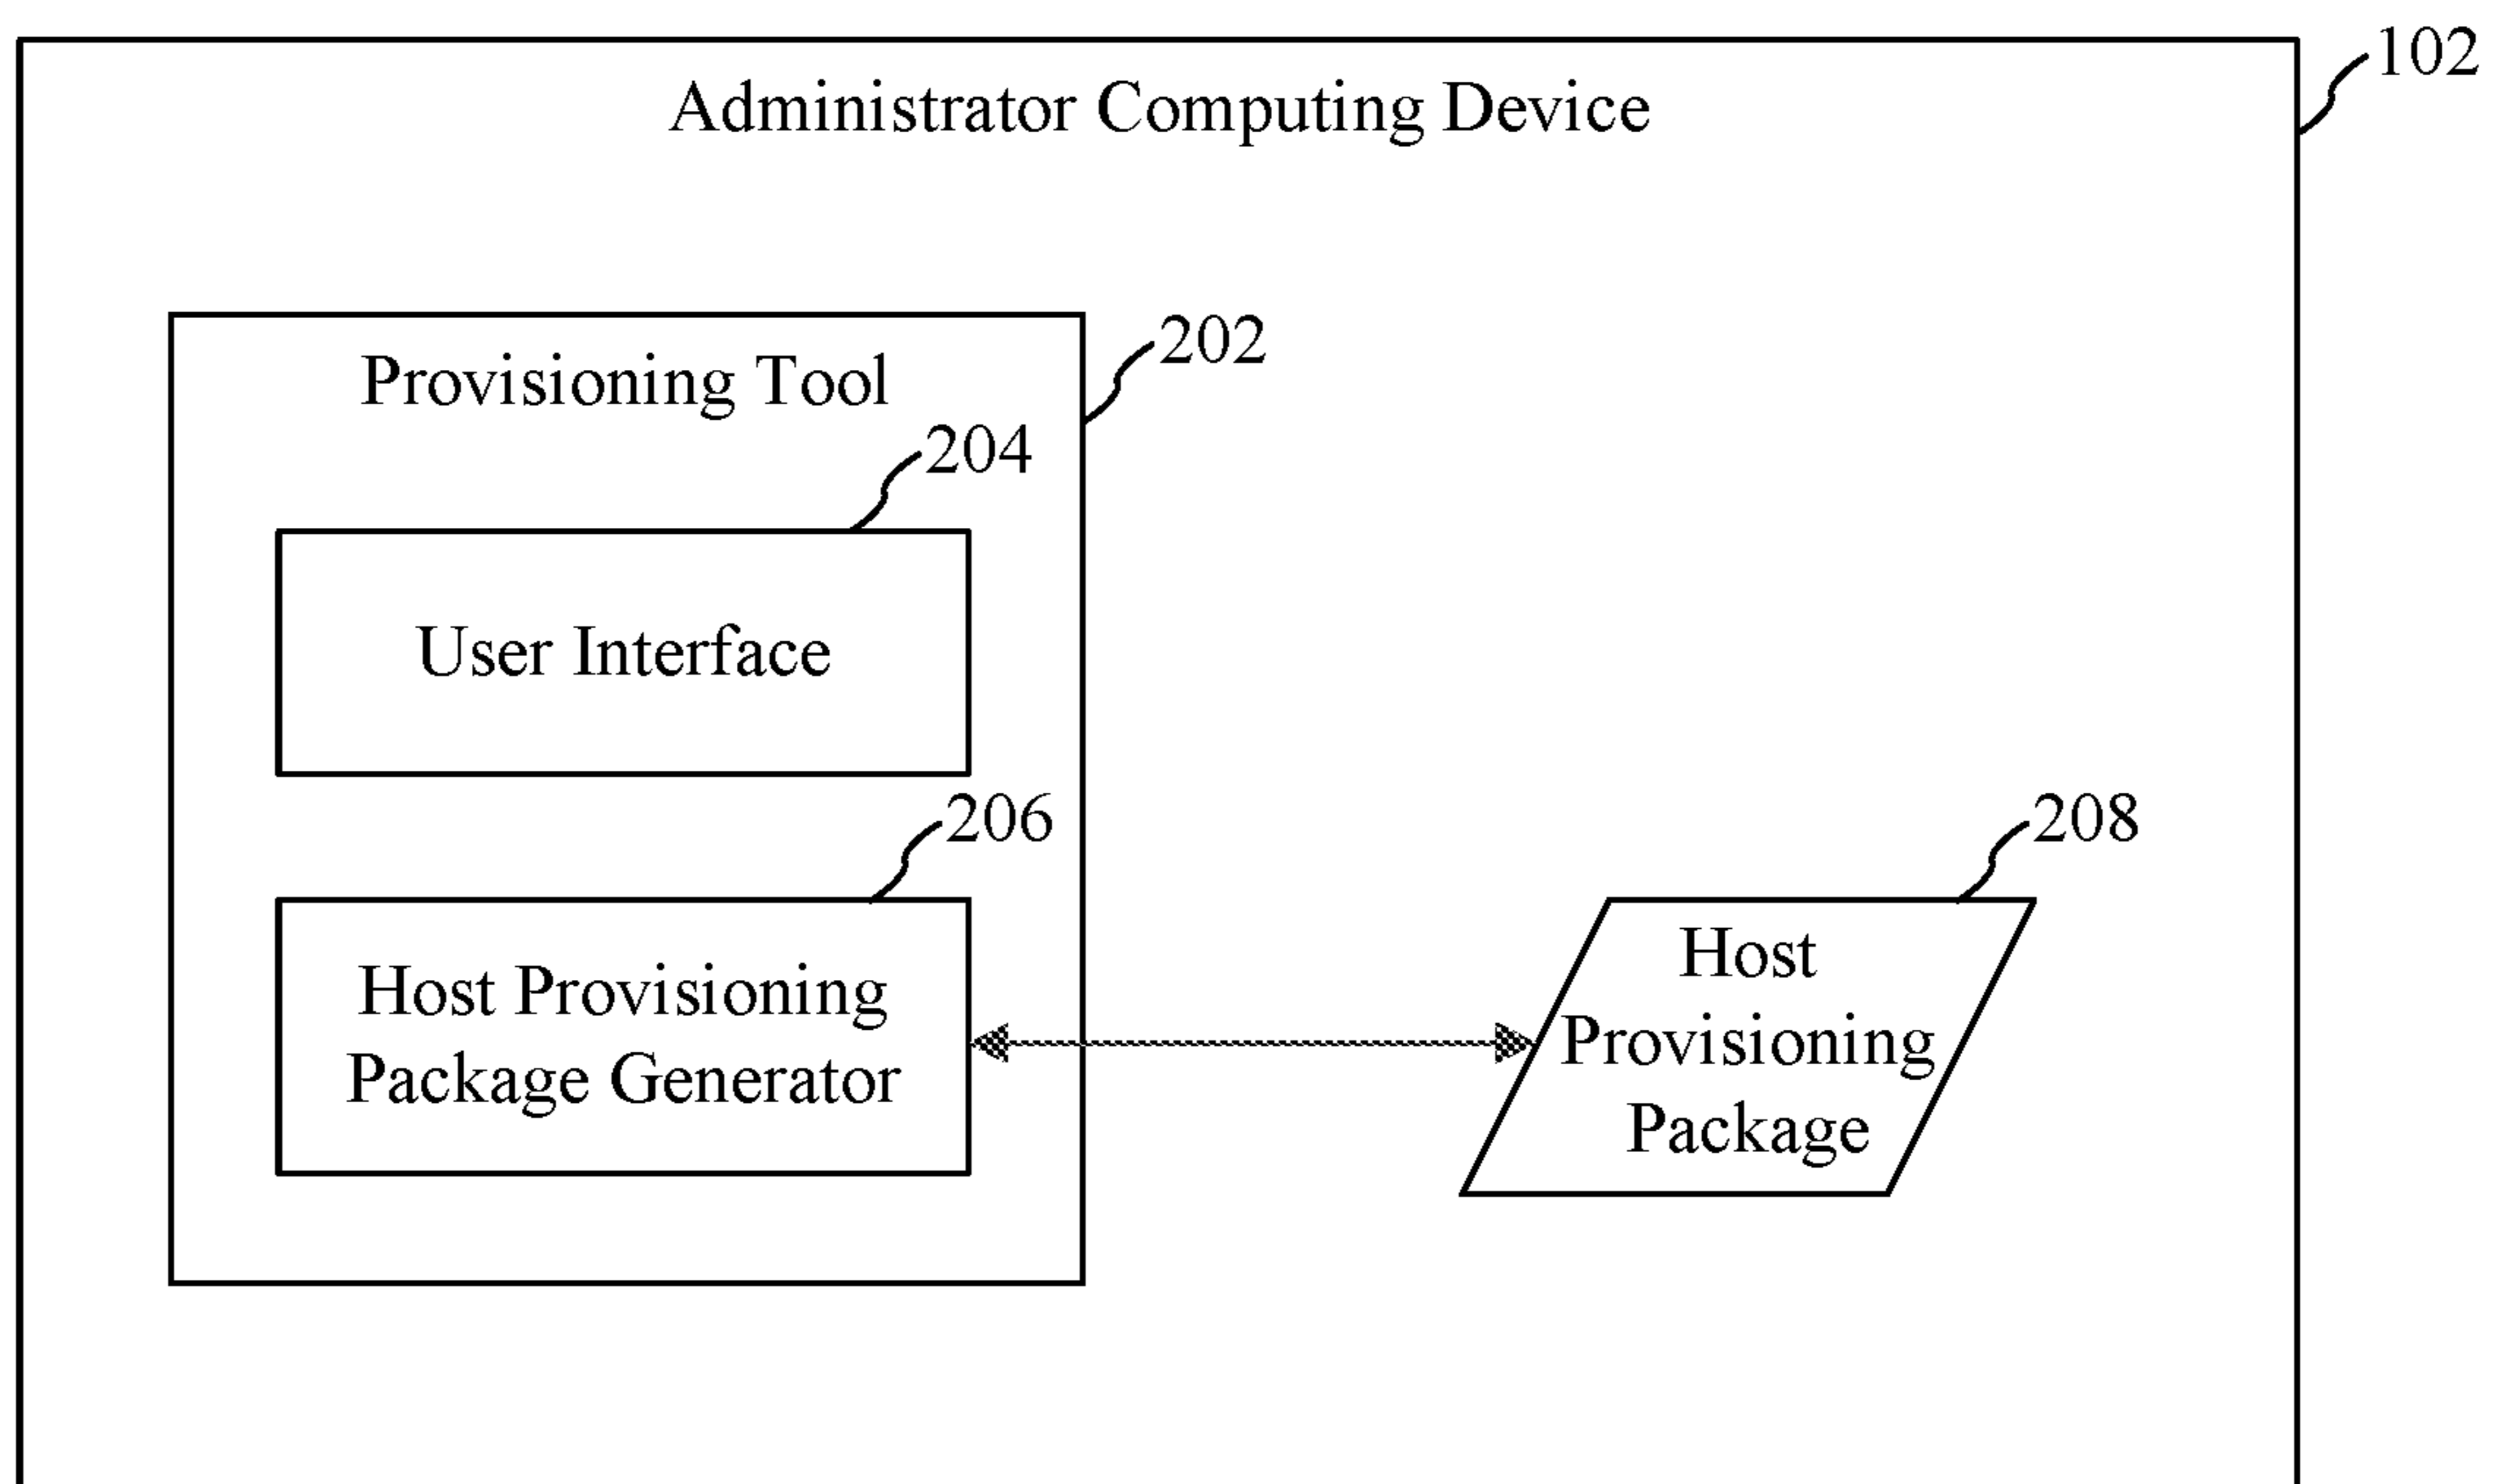 102
Administrator Computing Device
202
Provisioning Tool
204
User Interface
206
Host Provisioning
Package Generator
208
Host
Provisioning
Package